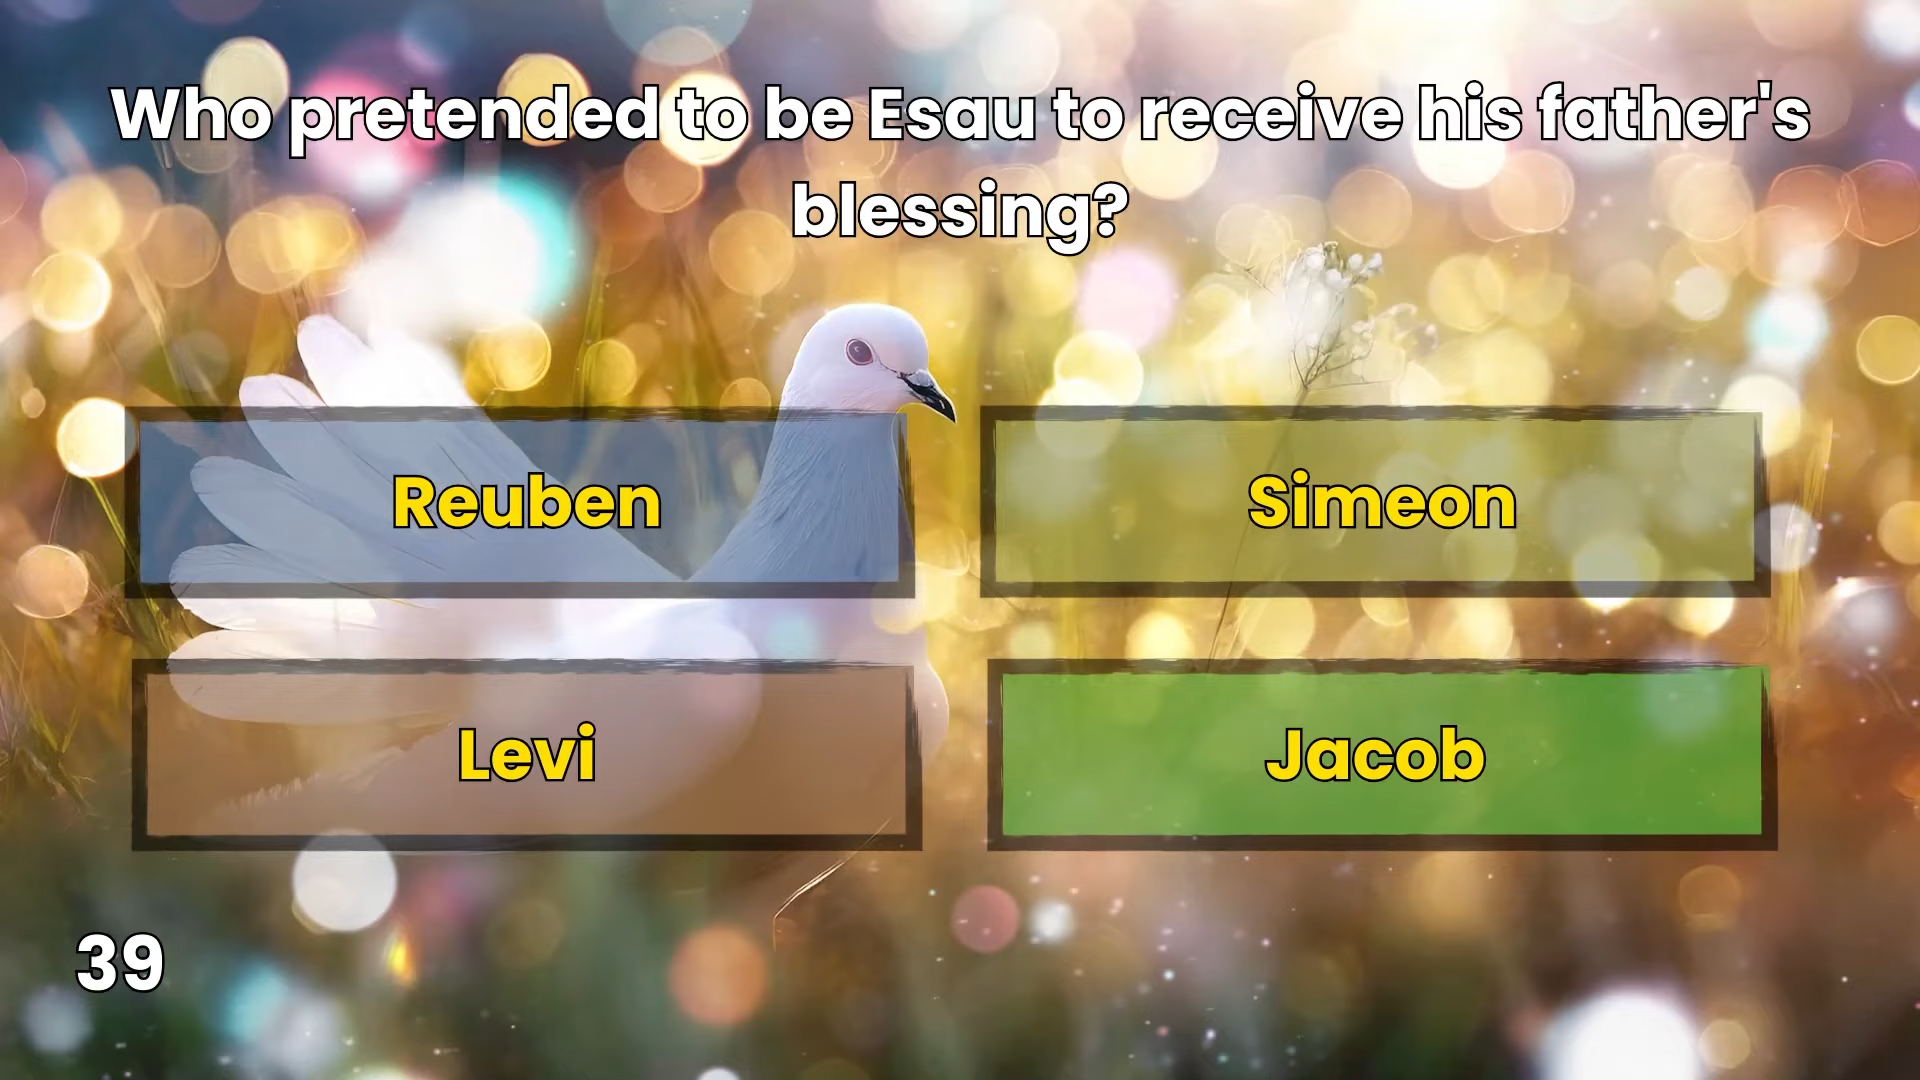 Who pretended to be Esau to receive his father's
blessing?
Reuben
Simeon
Levi
Jacob
39